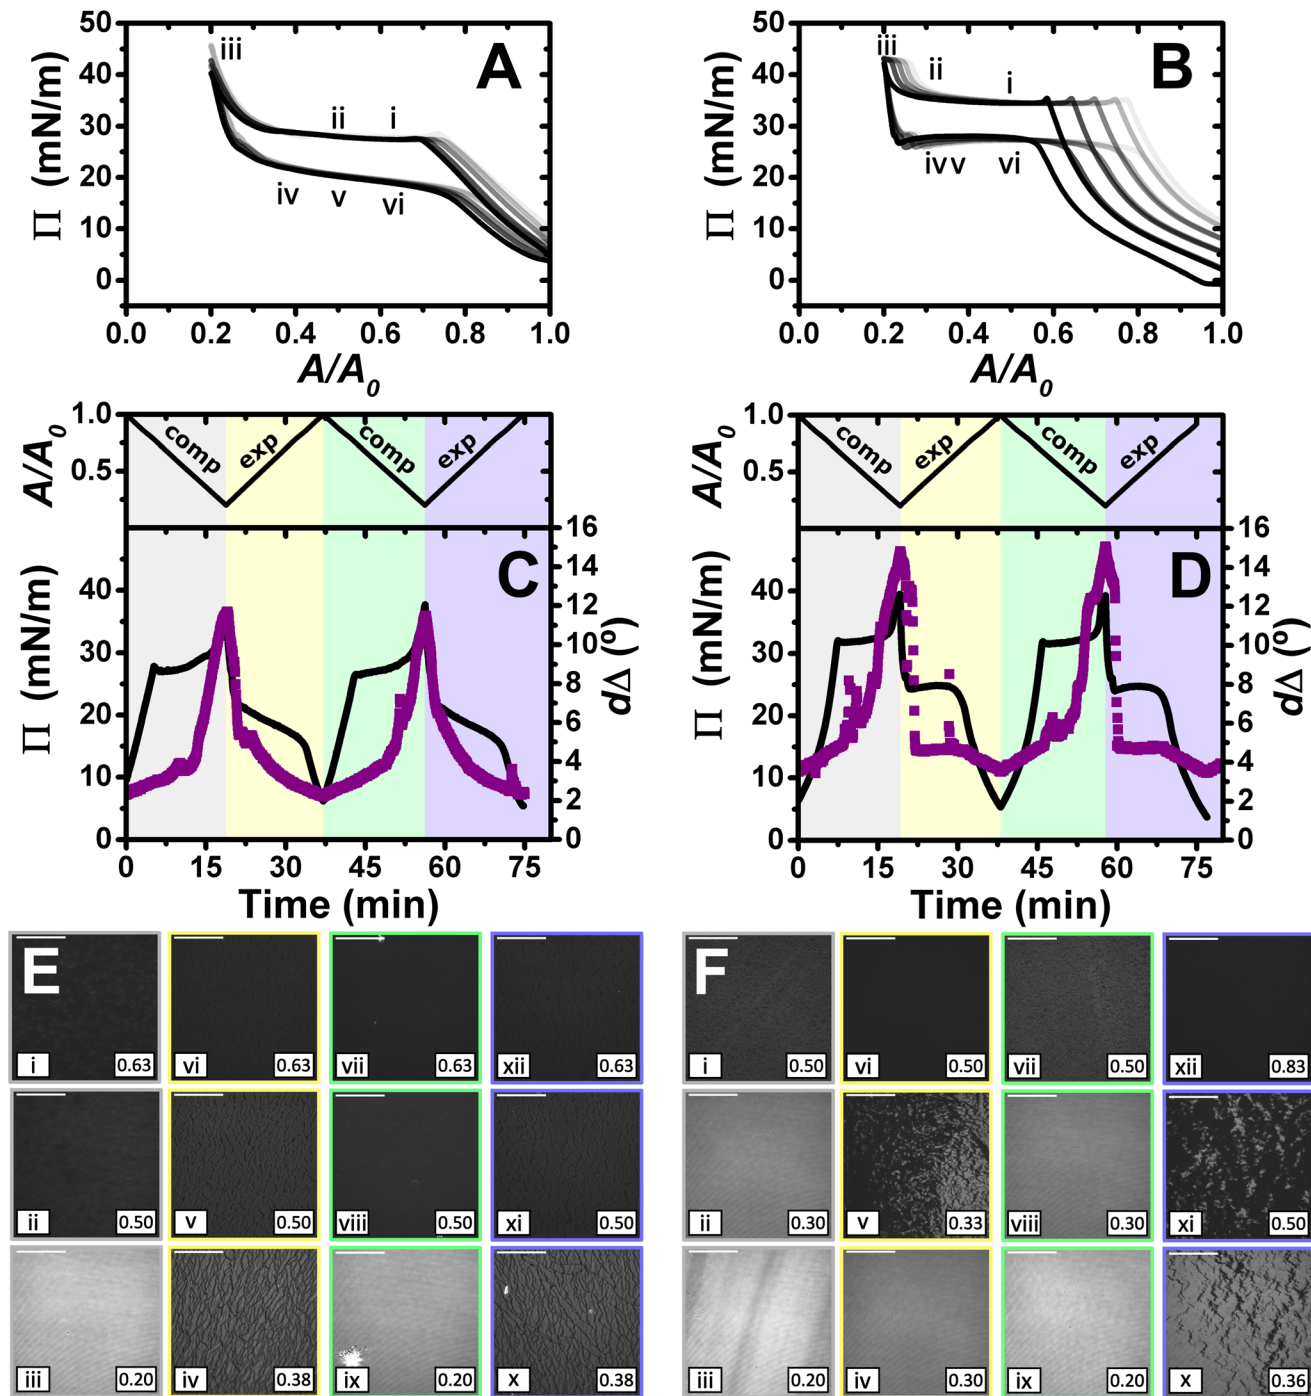 A
50
40
30
20
10
0
Π (mN/m)
iii
ii
i
iv
v
vi
0.0 0.2 0.4 0.6 0.8 1.0
A/A0
B
50
40
30
20
10
0
Π (mN/m)
iii
ii
i
iv v
vi
0.0 0.2 0.4 0.6 0.8 1.0
A/A0
1.0
0.5
A/A0
comp
exp
comp
exp
C
40
30
20
10
0
Π (mN/m)
16
14
12
10
8
6
4
2
0
dΔ (º)
0 15 30 45 60 75
Time (min)
1.0
0.5
A/A0
comp
exp
comp
exp
D
40
30
20
10
0
Π (mN/m)
16
14
12
10
8
6
4
2
0
dΔ (º)
0 15 30 45 60 75
Time (min)
E
i 0.63
vi 0.63
vii 0.63
xii 0.63
ii 0.50
v 0.50
viii 0.50
xi 0.50
iii 0.20
iv 0.38
ix 0.20
x 0.38
F
i 0.50
vi 0.50
vii 0.50
xii 0.83
ii 0.30
v 0.33
viii 0.30
xi 0.50
iii 0.20
iv 0.30
ix 0.20
x 0.36